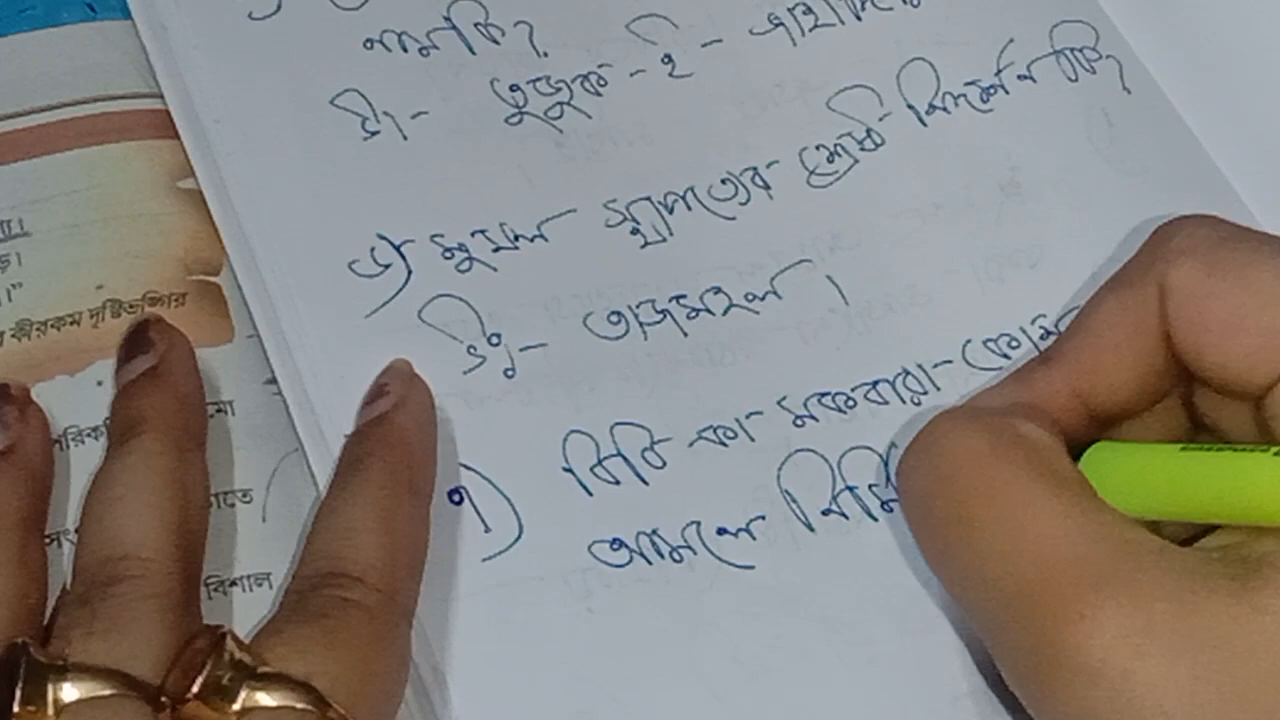 নামকি?
উঃ- তুজুক-ই-
৬) মুঘল স্থাপত্যের শ্রেষ্ঠ নিদর্শন কি?
উঃ- তাজমহল।
৭) বিবি-কা-মকবারা-কোন
আমলে নির্মি
কীরকম দৃষ্টিভঙ্গির
বিশাল